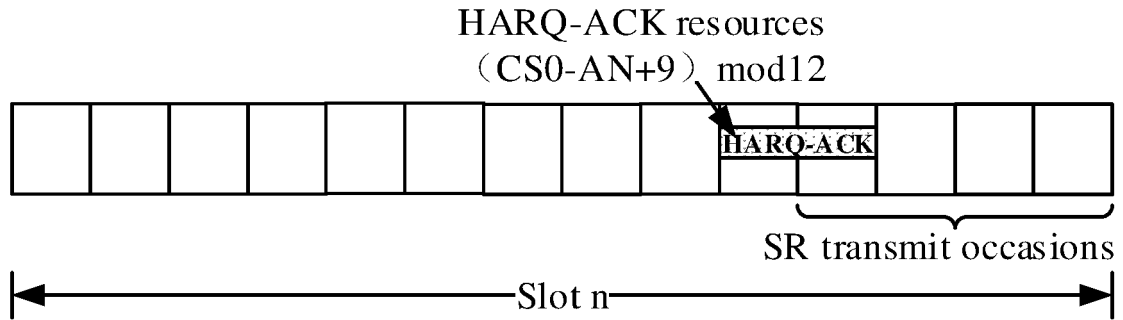 HARQ-ACK resources
（CS0-AN+9）mod12
HARQ-ACK
SR transmit occasions
Slot n